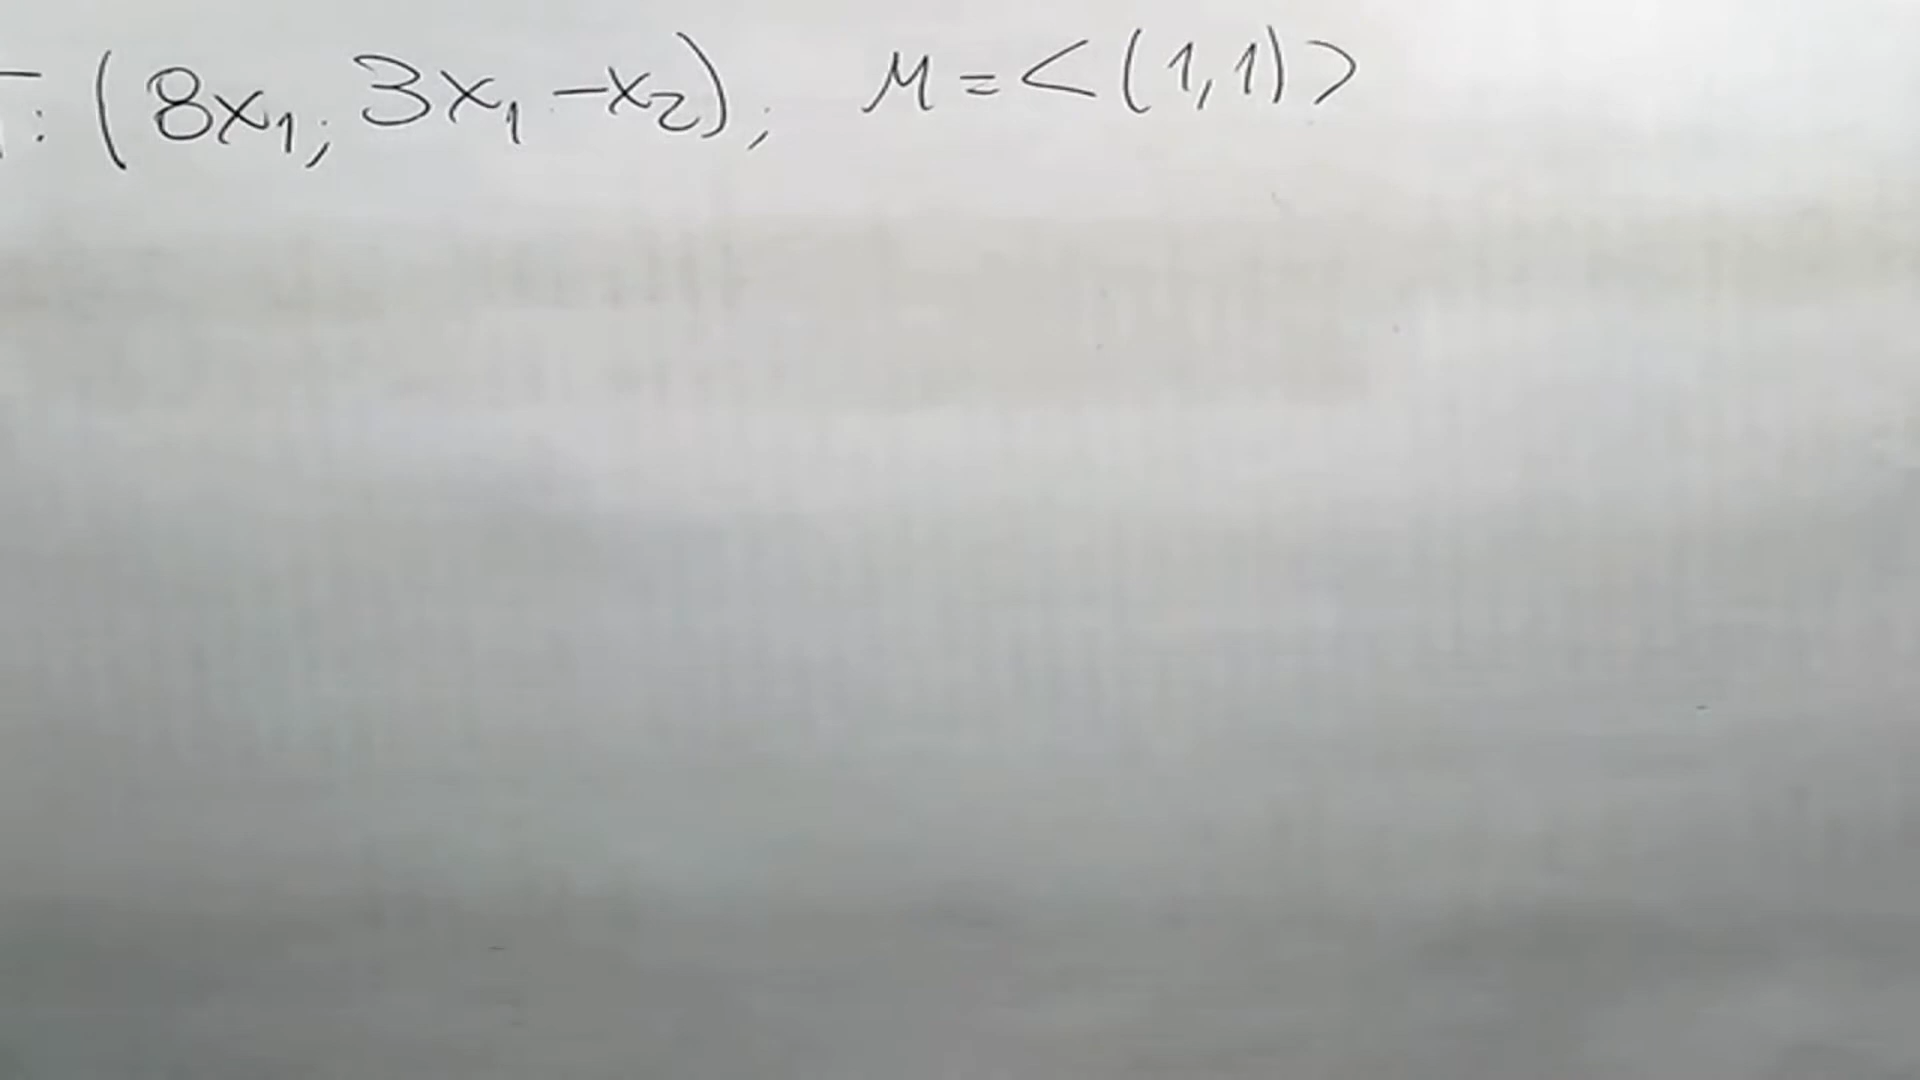 : (8x₁; 3x₁ -x₂); M = <(1,1)>